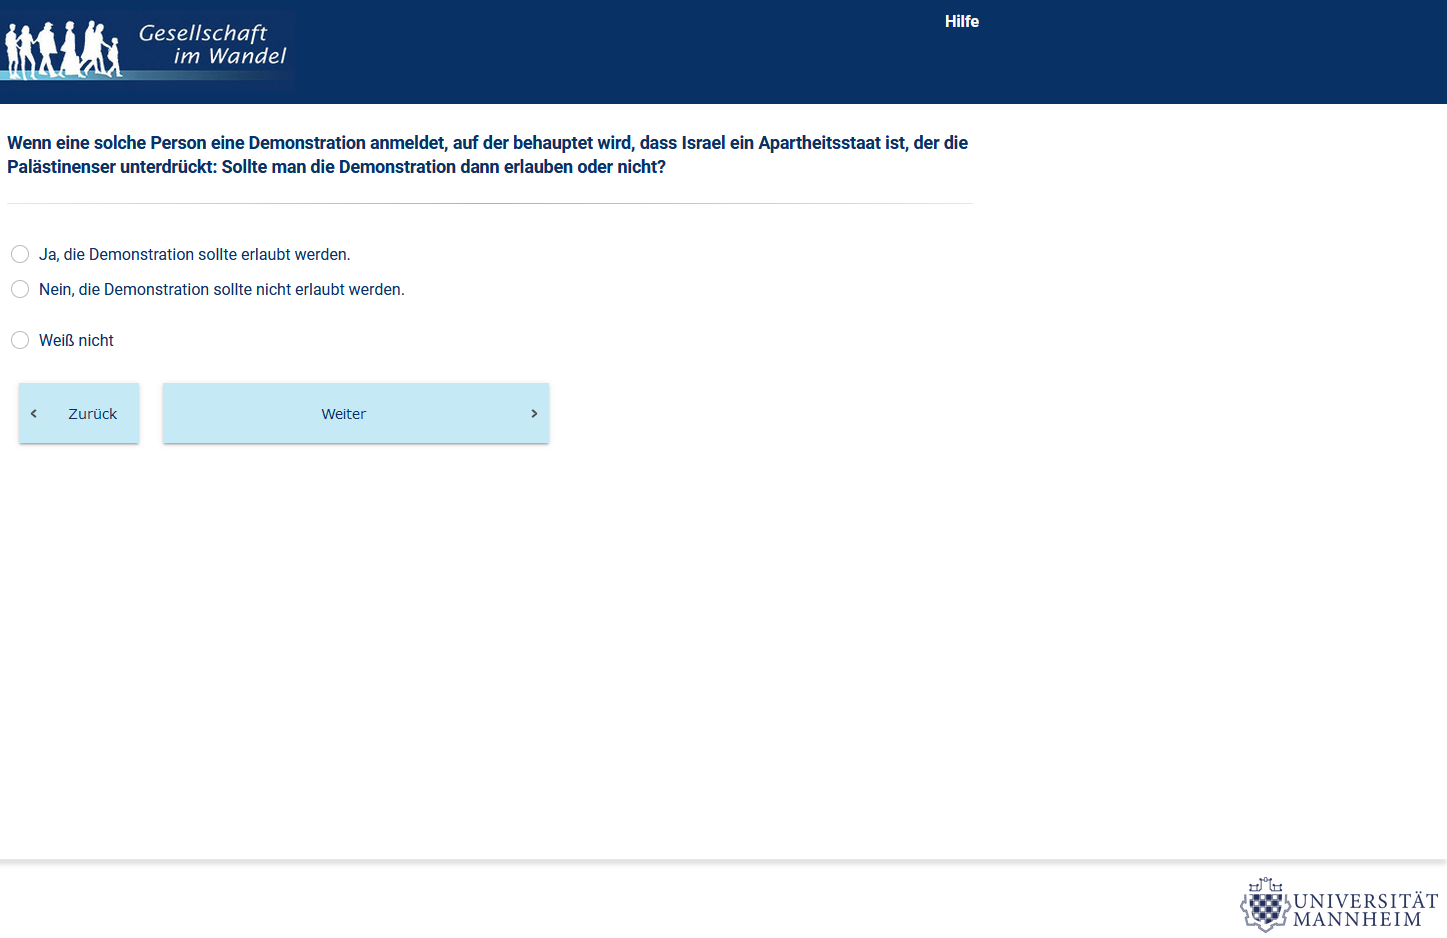 Gesellschaft
im Wandel
Hilfe
Wenn eine solche Person eine Demonstration anmeldet, auf der behauptet wird, dass Israel ein Apartheitsstaat ist, der die
Palästinenser unterdrückt: Sollte man die Demonstration dann erlauben oder nicht?
Ja, die Demonstration sollte erlaubt werden.
Nein, die Demonstration sollte nicht erlaubt werden.
Weiß nicht
Zurück
Weiter
UNIVERSITÄT
MANNHEIM